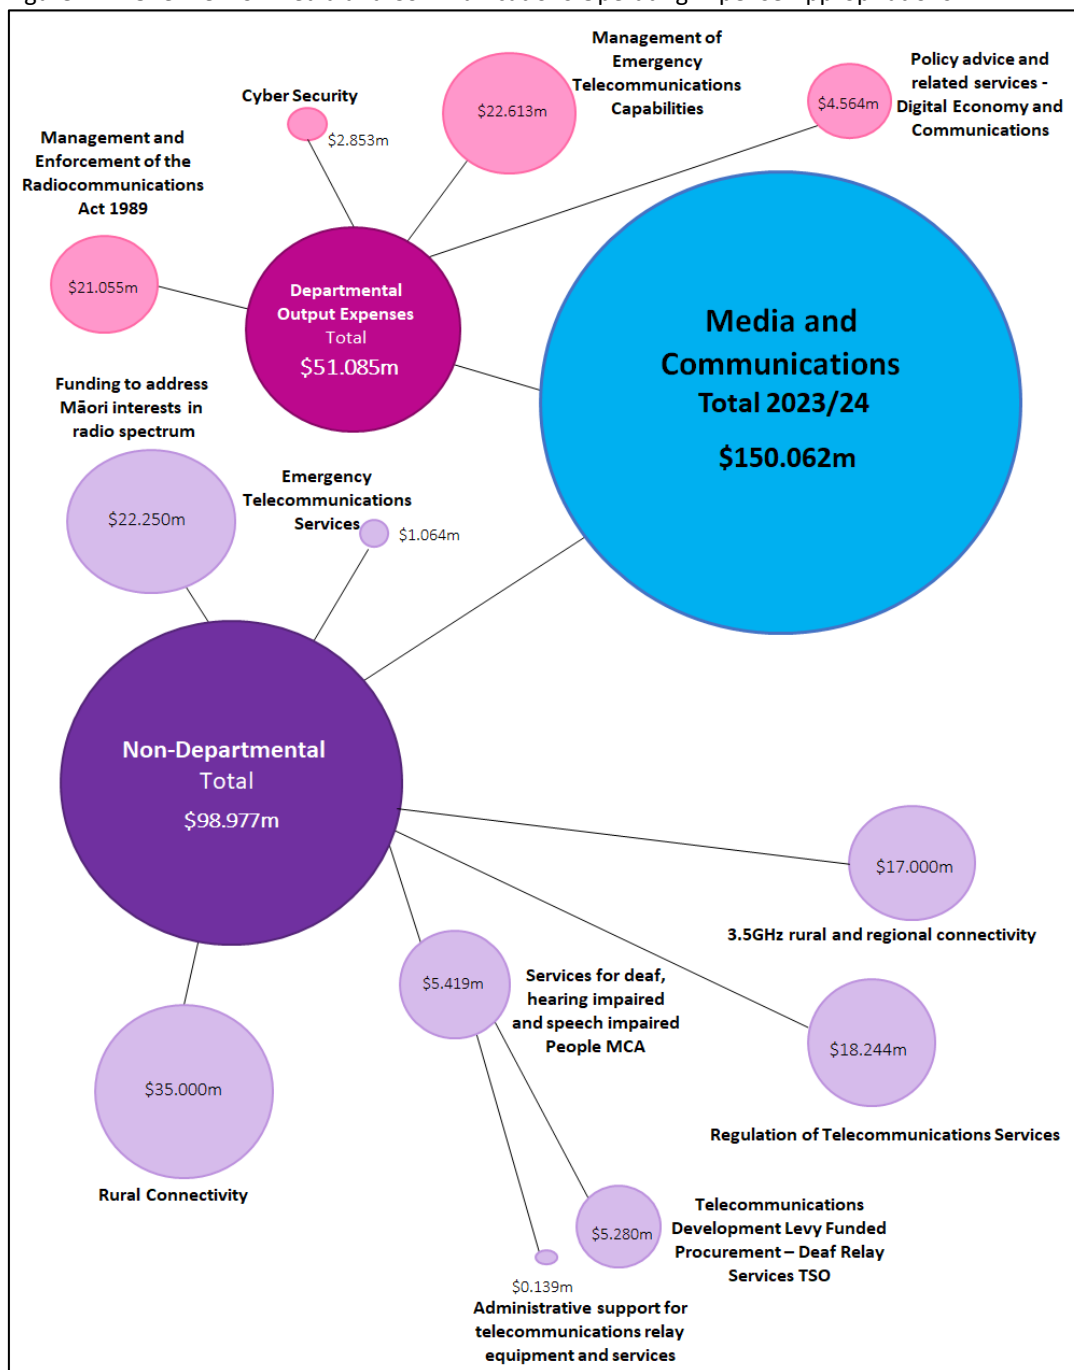 Management of
Emergency
Telecommunications
Capabilities
$22.613m
Policy advice and
related services -
Digital Economy and
Communications
$4.564m
Cyber Security
$2.853m
Management and
Enforcement of the
Radiocommunications
Act 1989
$21.055m
Departmental
Output Expenses
Total
$51.085m
Media and
Communications
Total 2023/24
$150.062m
Funding to address
Māori interests in
radio spectrum
$22.250m
Emergency
Telecommunications
Services
$1.064m
Non-Departmental
Total
$98.977m
$17.000m
3.5GHz rural and regional connectivity
$5.419m
Services for deaf,
hearing impaired
and speech impaired
People MCA
$18.244m
Regulation of Telecommunications Services
$35.000m
Rural Connectivity
$5.280m
Telecommunications
Development Levy Funded
Procurement – Deaf Relay
Services TSO
$0.139m
Administrative support for
telecommunications relay
equipment and services